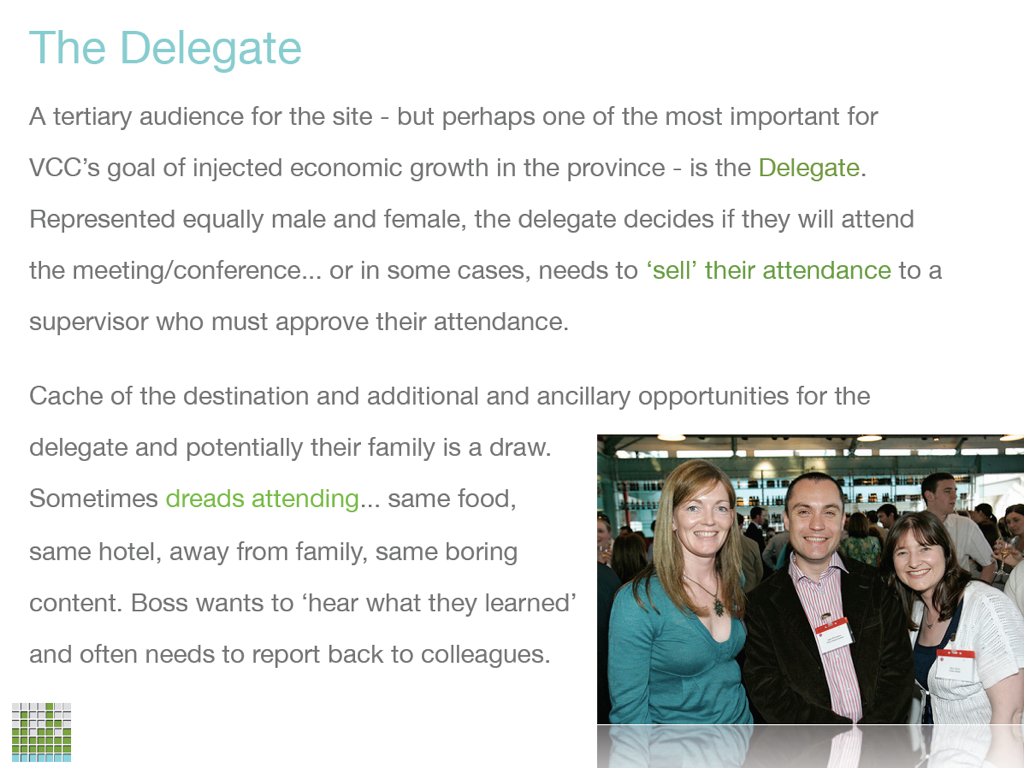 The Delegate
A tertiary audience for the site - but perhaps one of the most important for
VCC’s goal of injected economic growth in the province - is the Delegate.
Represented equally male and female, the delegate decides if they will attend
the meeting/conference... or in some cases, needs to ‘sell’ their attendance to a
supervisor who must approve their attendance.
Cache of the destination and additional and ancillary opportunities for the
delegate and potentially their family is a draw.
Sometimes dreads attending... same food,
same hotel, away from family, same boring
content. Boss wants to ‘hear what they learned’
and often needs to report back to colleagues.